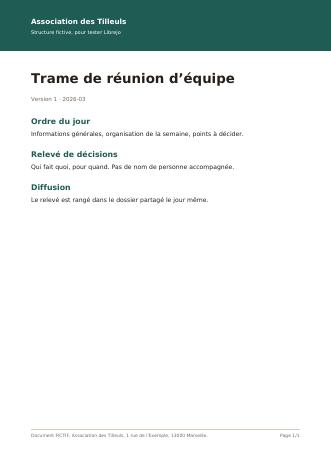 Association des Tilleuls
Structure fictive, pour tester Librejo
Trame de réunion d’équipe
Version 1 · 2026-03
Ordre du jour
Informations générales, organisation de la semaine, points à décider.
Relevé de décisions
Qui fait quoi, pour quand. Pas de nom de personne accompagnée.
Diffusion
Le relevé est rangé dans le dossier partagé le jour même.
Document FICTIF, Association des Tilleuls, 1 rue de l’Exemple, 13000 Marseille.
Page 1/1